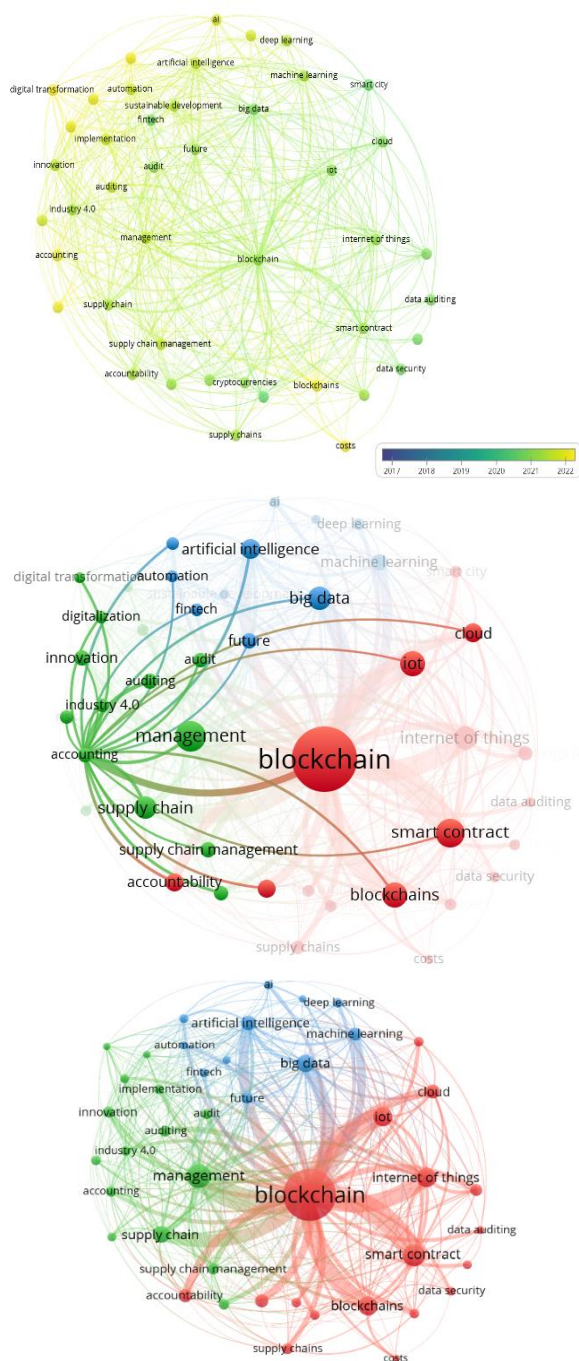 ai
deep learning
artificial intelligence
machine learning
digital transformation
automation
smart city
sustainable development
big data
fintech
implementation
cloud
future
innovation
audit
iot
auditing
industry 4.0
management
internet of things
accounting
blockchain
supply chain
data auditing
smart contract
supply chain management
data security
accountability
cryptocurrencies
blockchains
supply chains
costs
2017 2018 2019 2020 2021 2022
ai
deep learning
artificial intelligence
machine learning
digital transformation
automation
smart city
big data
fintech
digitalization
cloud
future
innovation
audit
iot
auditing
industry 4.0
management
internet of things
accounting
blockchain
supply chain
data auditing
smart contract
supply chain management
data security
accountability
blockchains
supply chains
costs
ai
deep learning
artificial intelligence
machine learning
automation
big data
fintech
implementation
cloud
future
innovation
audit
iot
auditing
industry 4.0
management
internet of things
accounting
blockchain
supply chain
data auditing
smart contract
supply chain management
data security
accountability
blockchains
supply chains
costs